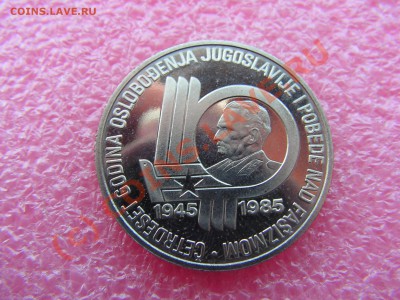 COINS.LAVE.RU
ČETRDESET GODINA OSLOBOĐENJA JUGOSLAVIJE I POBEDE NAD FAŠIZMOM •
1945 1985